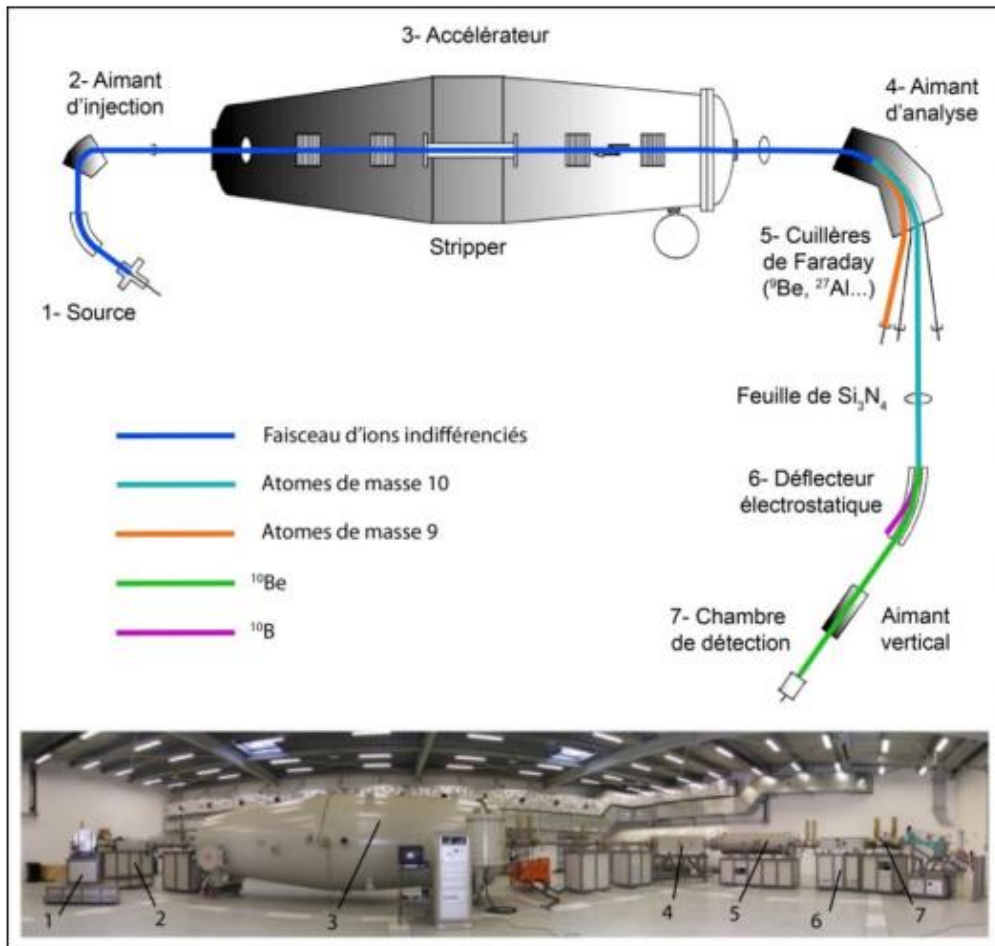 3- Accélérateur
2- Aimant
d'injection
4- Aimant
d'analyse
Stripper
5- Cuillères
de Faraday
(⁹Be, ²⁷Al...)
1- Source
Feuille de Si₃N₄
Faisceau d'ions indifférenciés
Atomes de masse 10
Atomes de masse 9
¹⁰Be
¹⁰B
6- Déflecteur
électrostatique
7- Chambre
de détection
Aimant
vertical
1
2
3
4
5
6
7